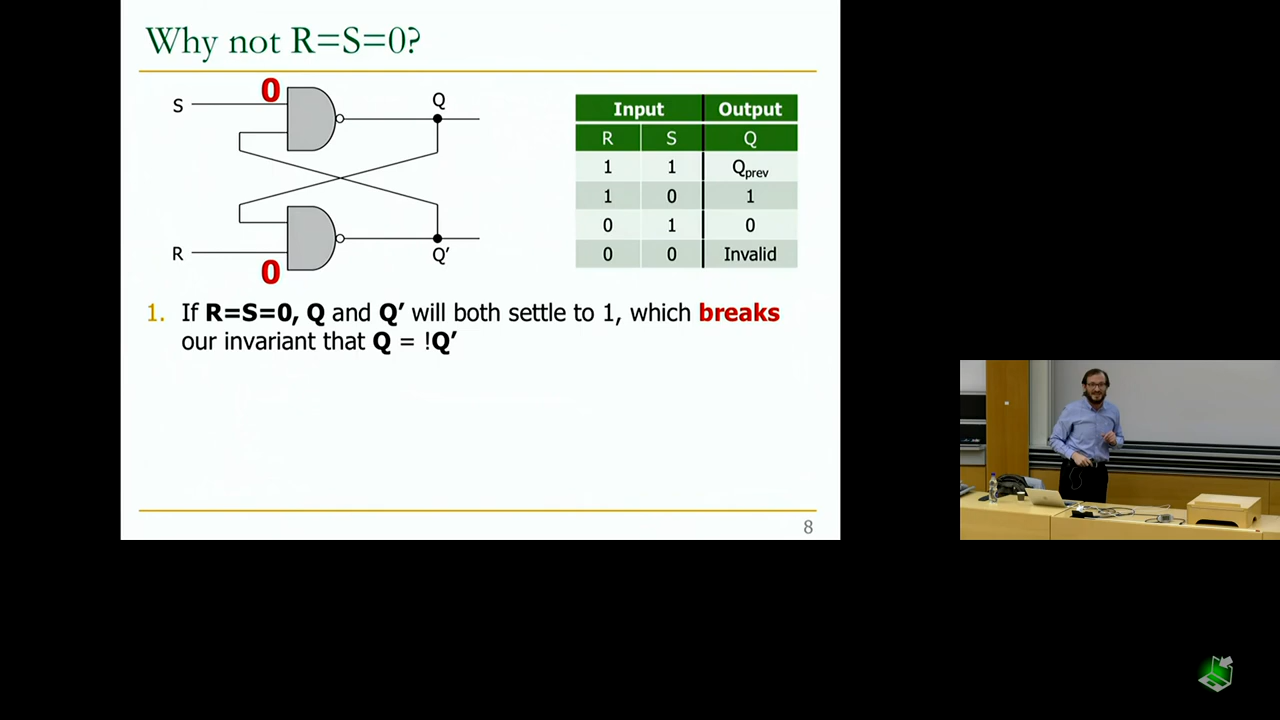 Why not R=S=0?
0
S
Q
R
0
Q′
Input Output
R S Q
1 1 Qprev
1 0 1
0 1 0
0 0 Invalid
1. If R=S=0, Q and Q′ will both settle to 1, which breaks
our invariant that Q = !Q′
8